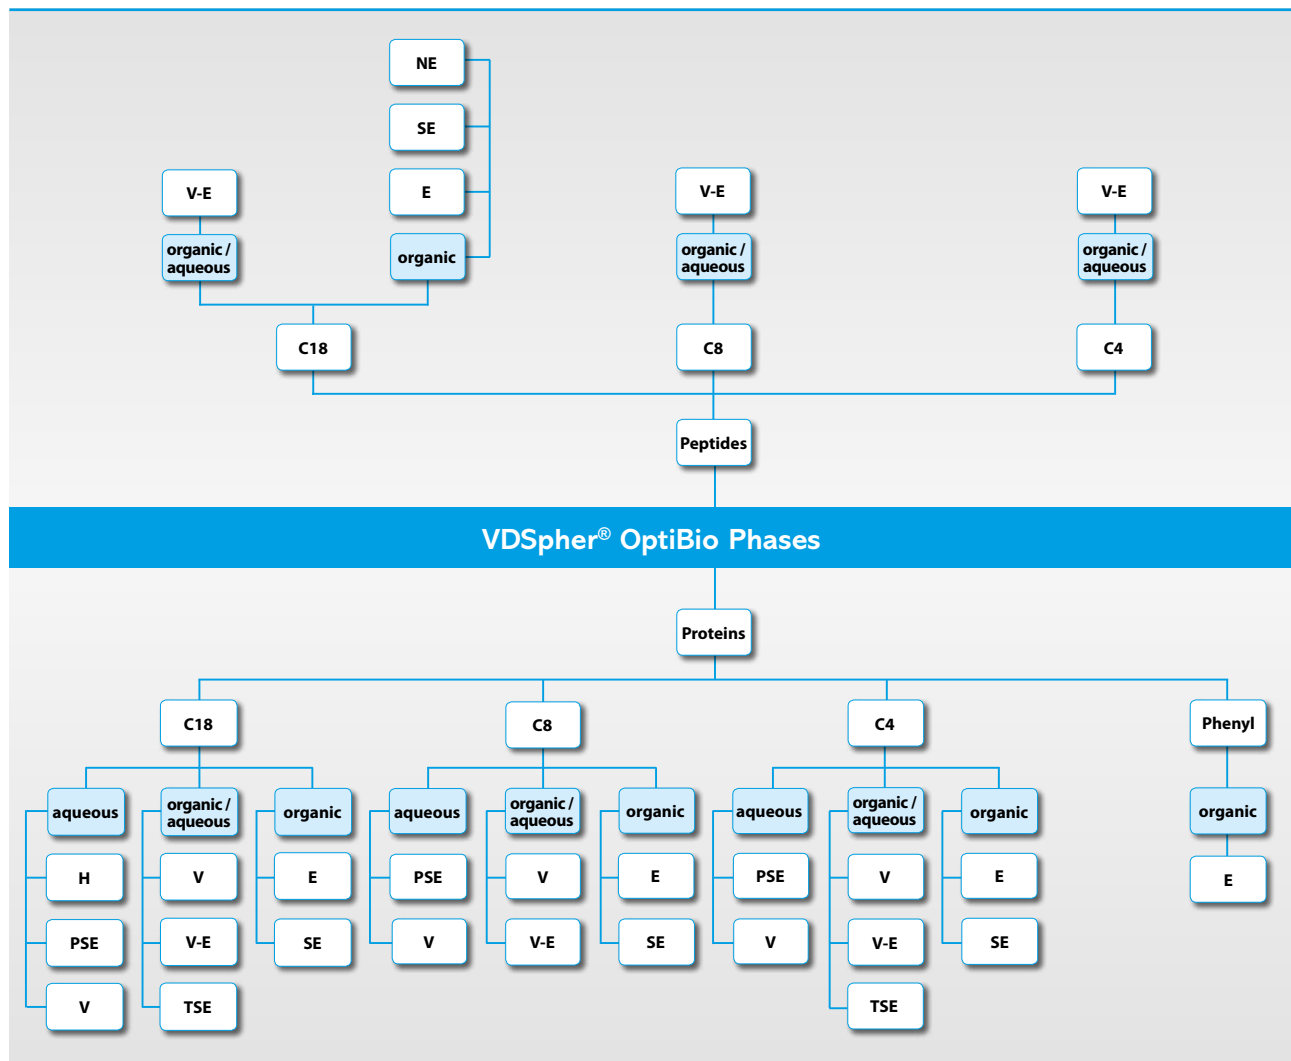 NE
SE
V-E
E
V-E
V-E
organic /
aqueous
organic
organic /
aqueous
organic /
aqueous
C18
C8
C4
Peptides
VDSpher® OptiBio Phases
Proteins
C18
C8
C4
Phenyl
aqueous
organic /
aqueous
organic
aqueous
organic /
aqueous
organic
aqueous
organic /
aqueous
organic
organic
H
V
E
PSE
V
E
PSE
V
E
E
PSE
V-E
SE
V
V-E
SE
V
V-E
SE
V
TSE
TSE